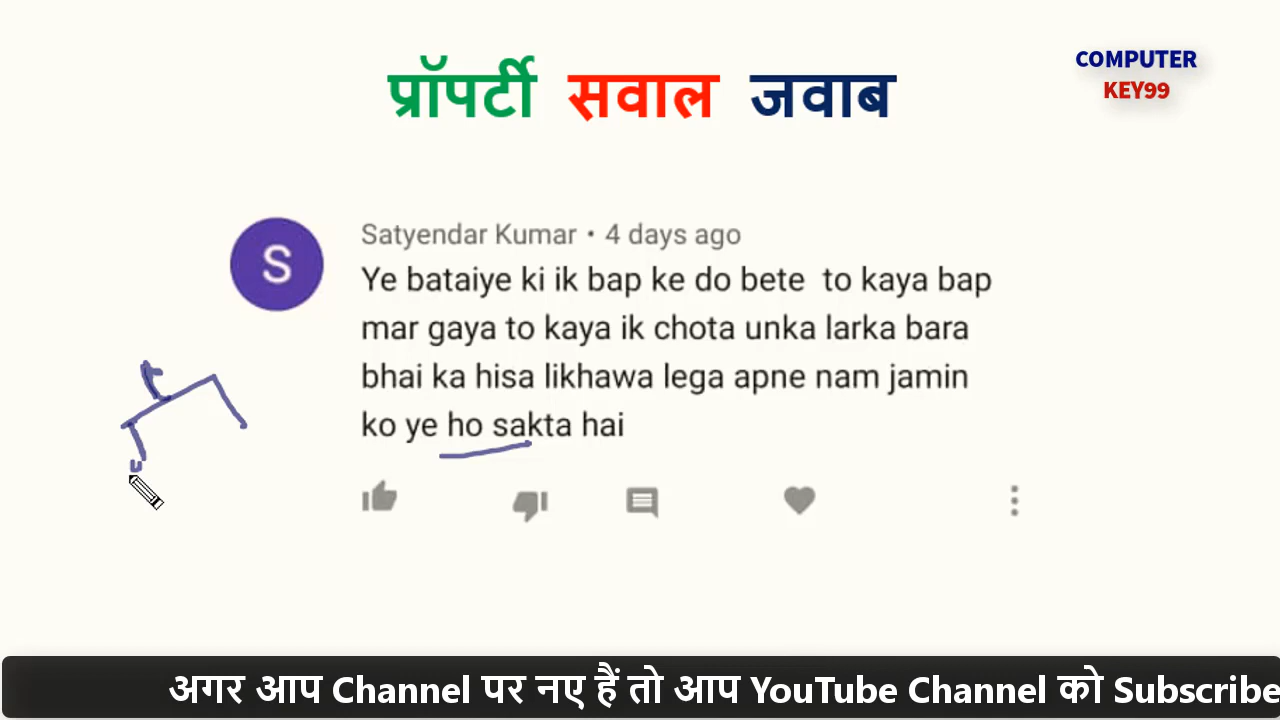 प्रॉपर्टी सवाल जवाब
COMPUTER
KEY99
S
Satyendar Kumar • 4 days ago
Ye bataiye ki ik bap ke do bete to kaya bap
mar gaya to kaya ik chota unka larka bara
bhai ka hisa likhawa lega apne nam jamin
ko ye ho sakta hai
अगर आप Channel पर नए हैं तो आप YouTube Channel को Subscribe